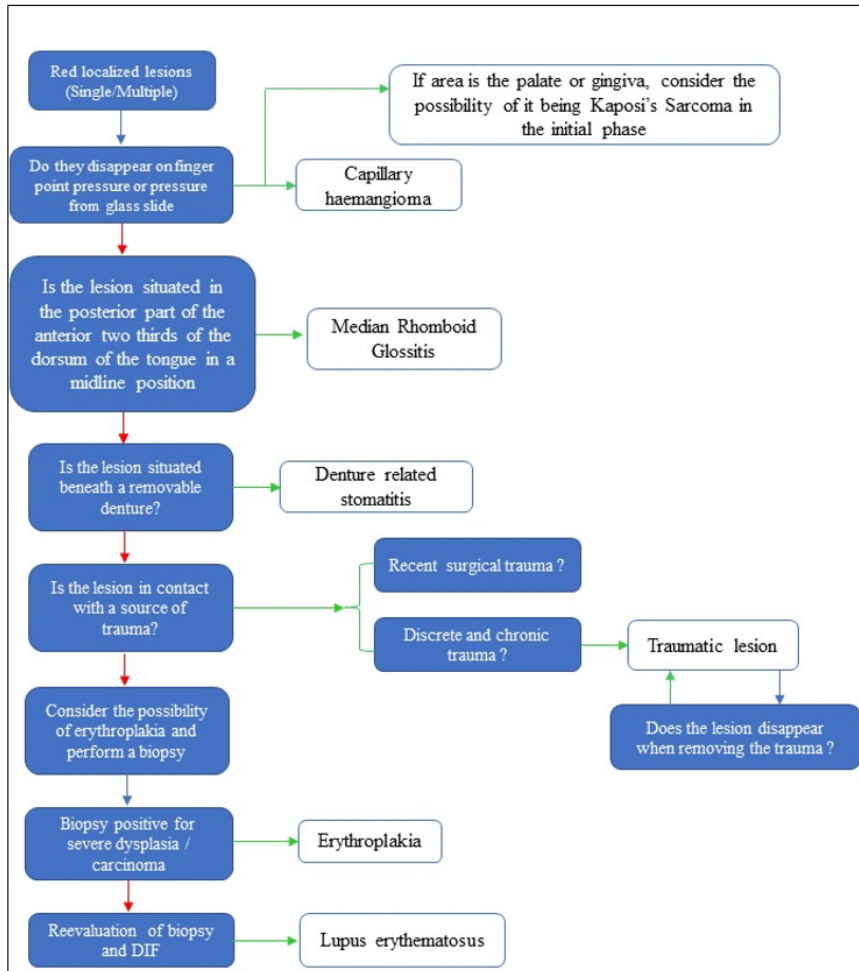 Red localized lesions
(Single/Multiple)
If area is the palate or gingiva, consider the
possibility of it being Kaposi's Sarcoma in
the initial phase
Do they disappear on finger
point pressure or pressure
from glass slide
Capillary
haemangioma
Is the lesion situated in
the posterior part of the
anterior two thirds of the
dorsum of the tongue in a
midline position
Median Rhomboid
Glossitis
Is the lesion situated
beneath a removable
denture?
Denture related
stomatitis
Is the lesion in contact
with a source of
trauma?
Recent surgical trauma ?
Discrete and chronic
trauma ?
Traumatic lesion
Does the lesion disappear
when removing the trauma ?
Consider the possibility
of erythroplakia and
perform a biopsy
Biopsy positive for
severe dysplasia /
carcinoma
Erythroplakia
Reevaluation of biopsy
and DIF
Lupus erythematosus